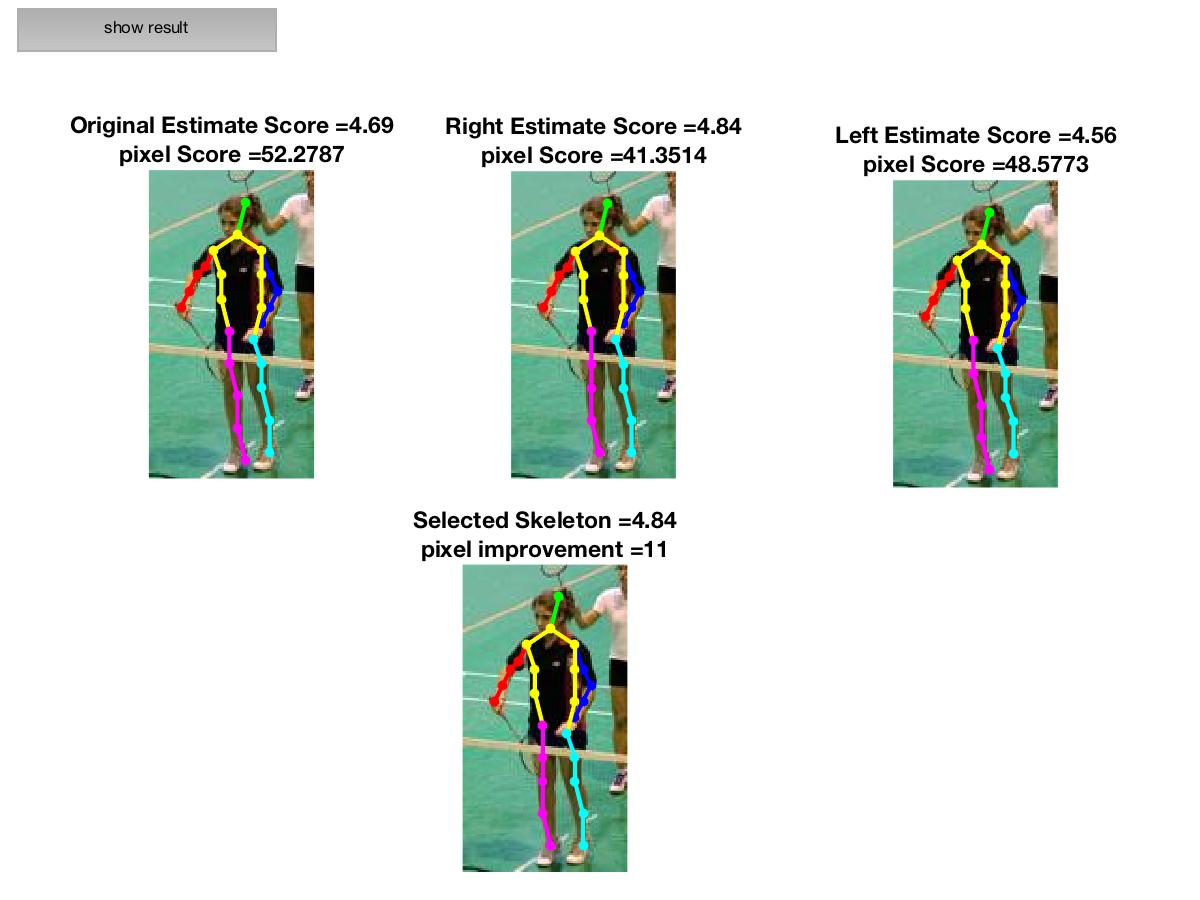 show result
Original Estimate Score =4.69
pixel Score =52.2787
Right Estimate Score =4.84
pixel Score =41.3514
Left Estimate Score =4.56
pixel Score =48.5773
Selected Skeleton =4.84
pixel improvement =11